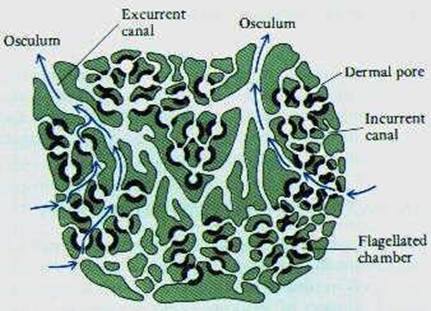 Osculum
Excurrent
canal
Osculum
Dermal pore
Incurrent
canal
Flagellated
chamber